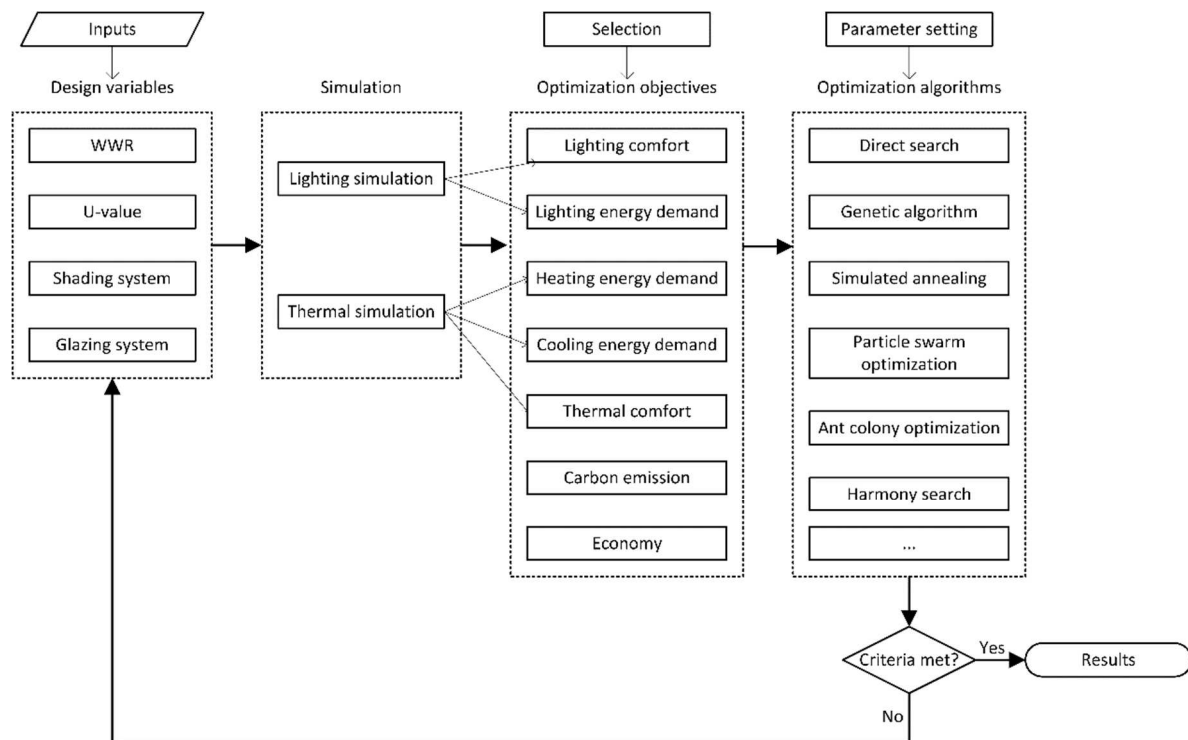 Inputs
Selection
Parameter setting
Design variables
Simulation
Optimization objectives
Optimization algorithms
WWR
U-value
Shading system
Glazing system
Lighting simulation
Thermal simulation
Lighting comfort
Lighting energy demand
Heating energy demand
Cooling energy demand
Thermal comfort
Carbon emission
Economy
Direct search
Genetic algorithm
Simulated annealing
Particle swarm
optimization
Ant colony optimization
Harmony search
...
Criteria met?
Yes
Results
No